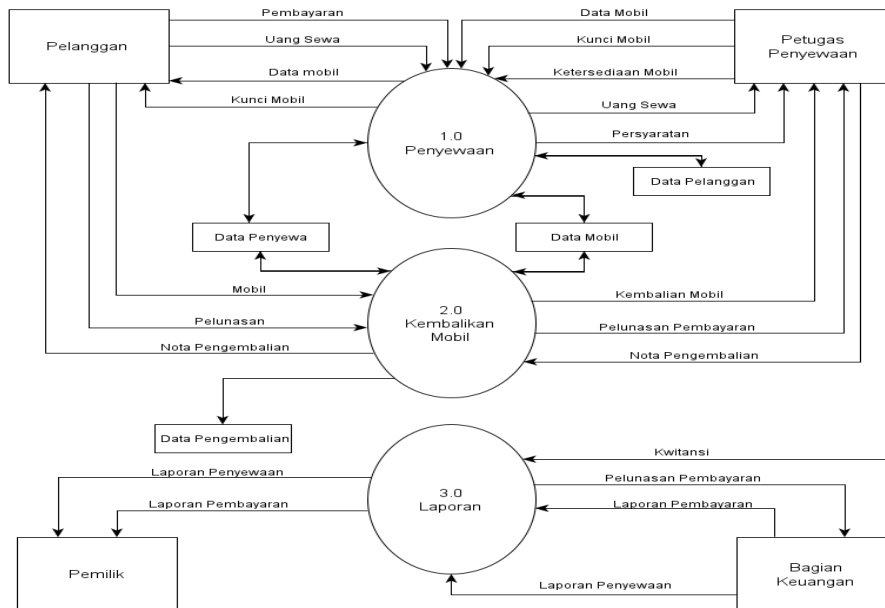 Pembayaran
Data Mobil
Pelanggan
Uang Sewa
Kunci Mobil
Petugas
Penyewaan
Data mobil
Ketersediaan Mobil
Kunci Mobil
Uang Sewa
1.0
Penyewaan
Persyaratan
Data Pelanggan
Data Penyewa
Data Mobil
Mobil
Kembalian Mobil
2.0
Kembalikan
Mobil
Pelunasan
Pelunasan Pembayaran
Nota Pengembalian
Nota Pengembalian
Data Pengembalian
Kwitansi
Laporan Penyewaan
Pelunasan Pembayaran
3.0
Laporan
Laporan Pembayaran
Laporan Pembayaran
Pemilik
Bagian
Keuangan
Laporan Penyewaan